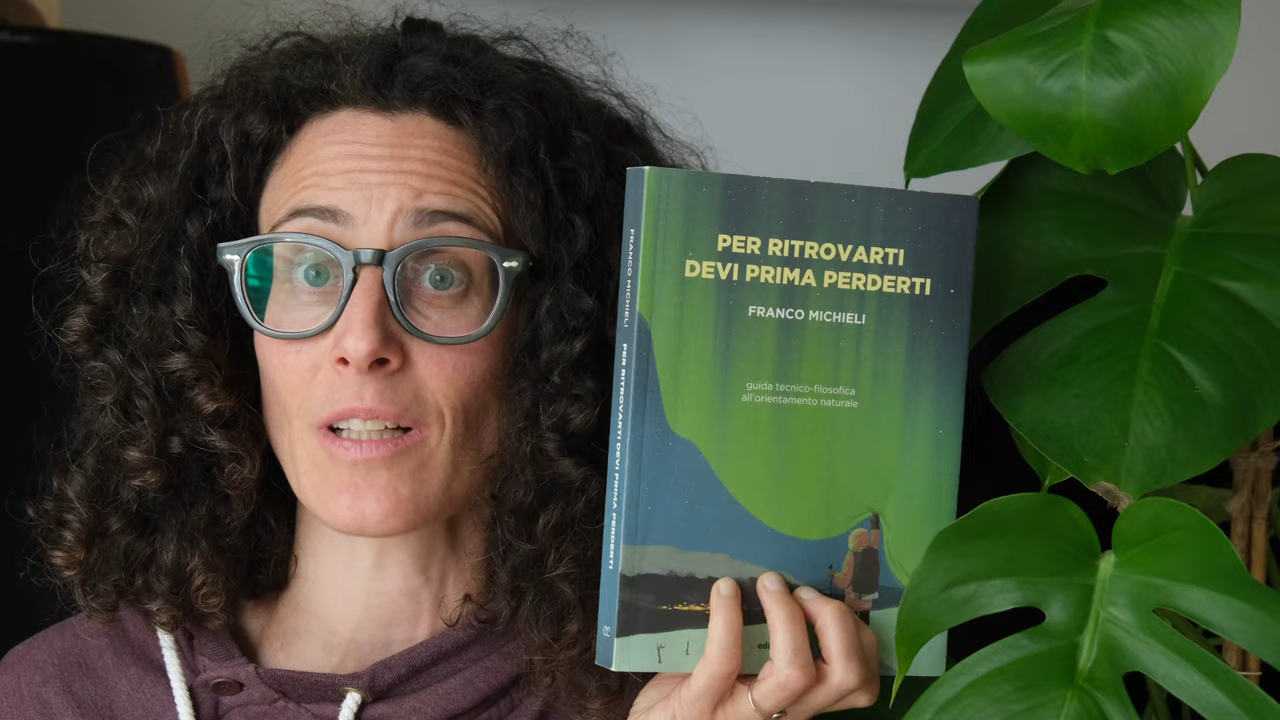 PER RITROVARTI
DEVI PRIMA PERDERTI
FRANCO MICHIELI
guida tecnico-filosofica
all'orientamento naturale
FRANCO MICHIELI PER RITROVARTI DEVI PRIMA PERDERTI